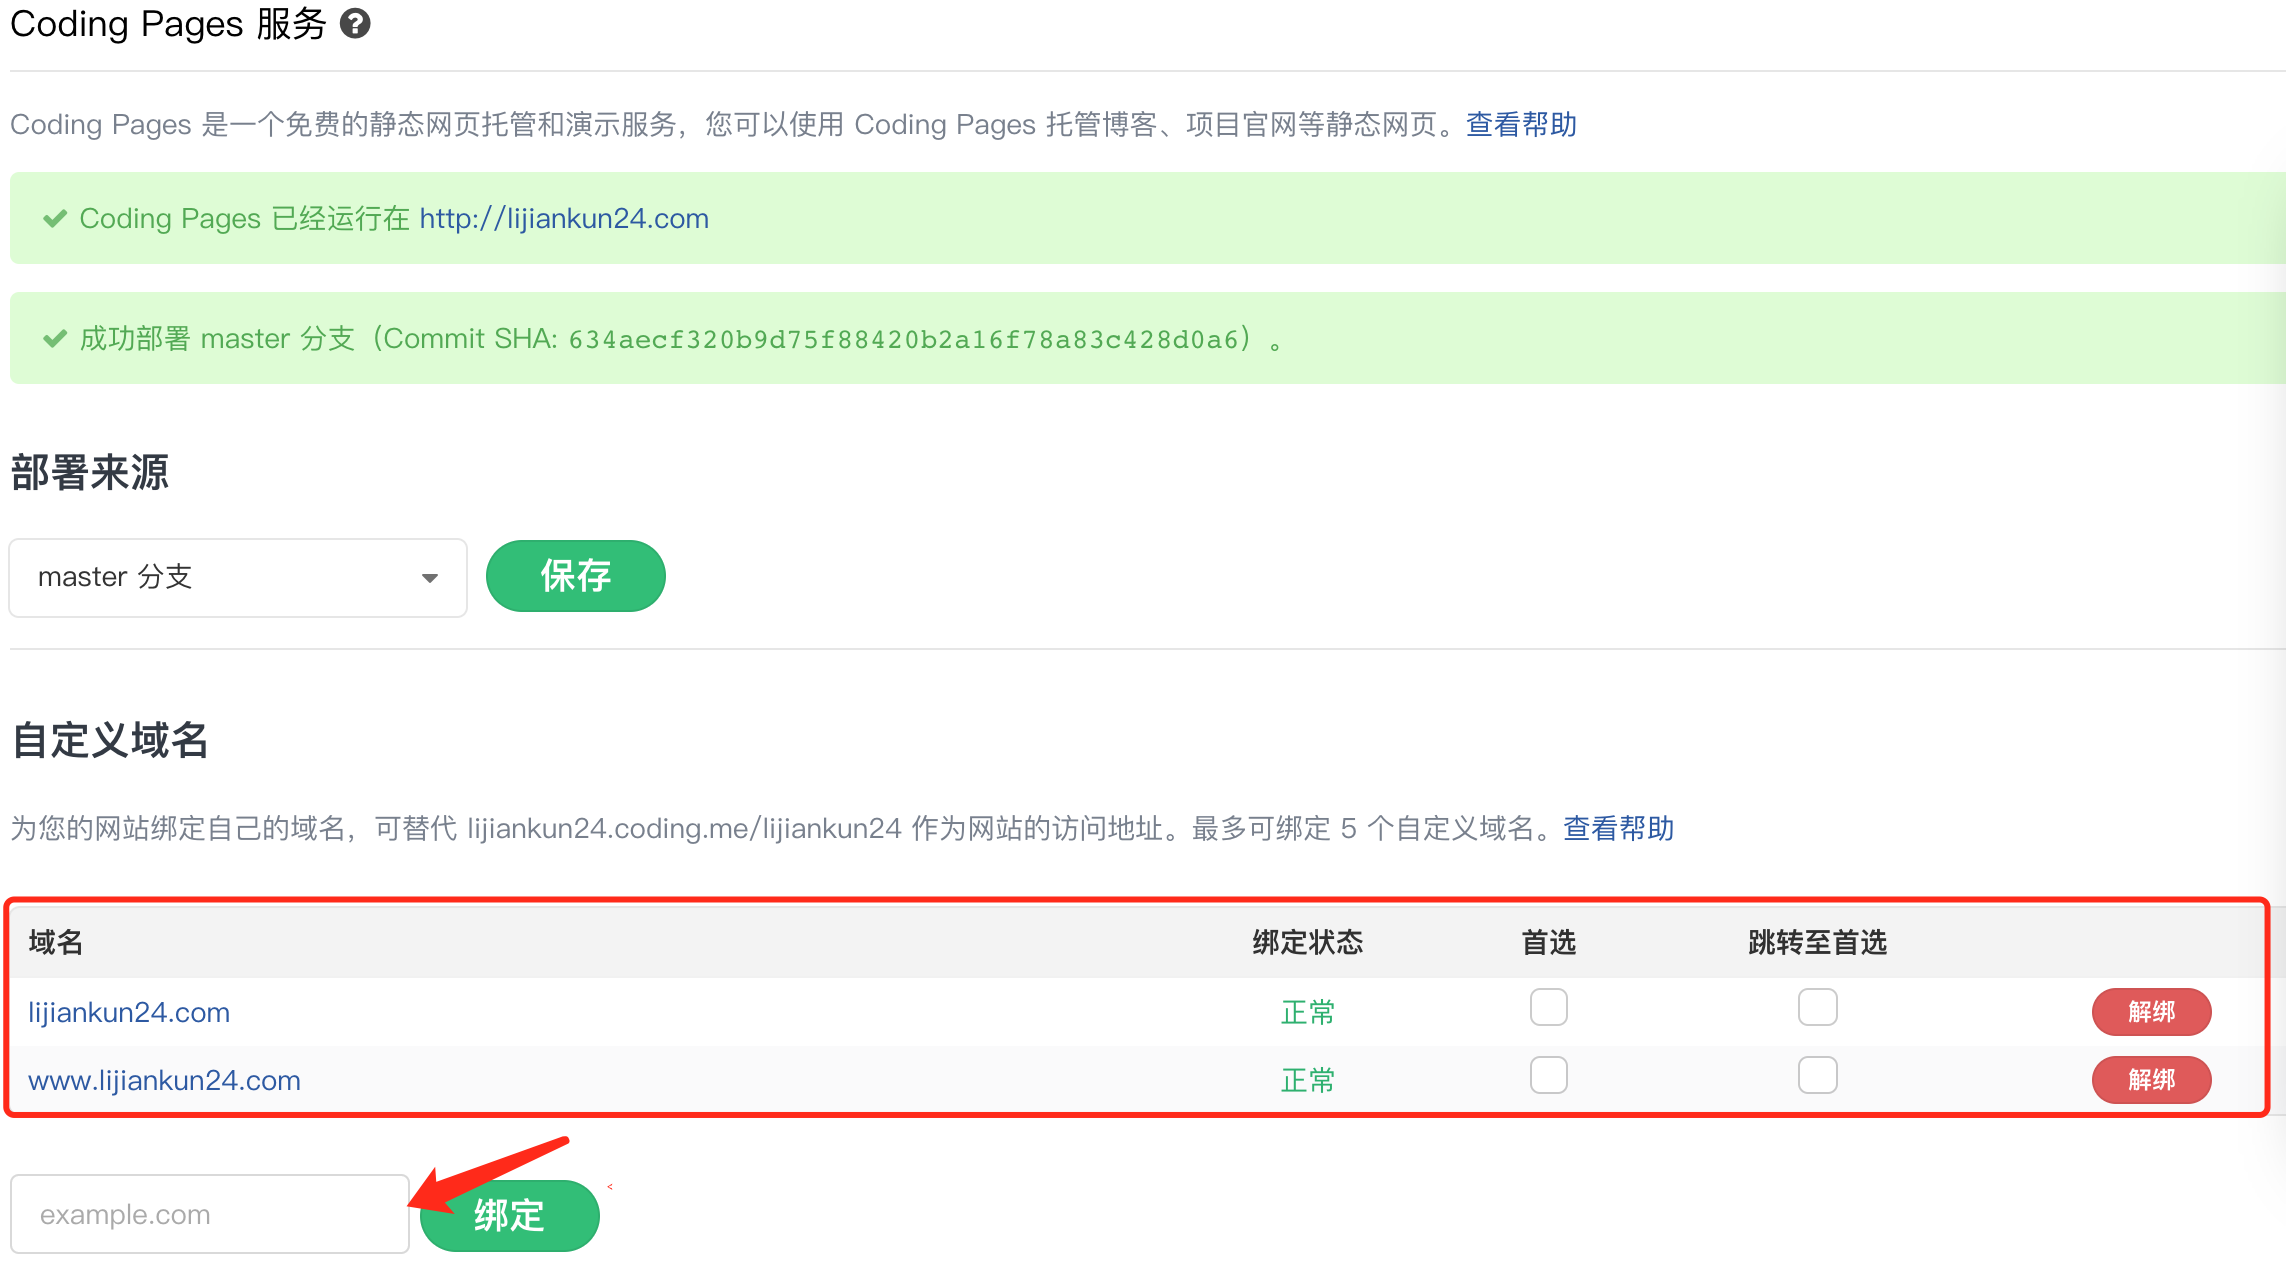 Coding Pages 服务 ?
Coding Pages 是一个免费的静态网页托管和演示服务，您可以使用 Coding Pages 托管博客、项目官网等静态网页。查看帮助
Coding Pages 已经运行在 http://lijiankun24.com
成功部署 master 分支（Commit SHA: 634aecf320b9d75f88420b2a16f78a83c428d0a6）。
部署来源
master 分支 保存
自定义域名
为您的网站绑定自己的域名，可替代 lijiankun24.coding.me/lijiankun24 作为网站的访问地址。最多可绑定 5 个自定义域名。查看帮助
域名 绑定状态 首选 跳转至首选
lijiankun24.com 正常 解绑
www.lijiankun24.com 正常 解绑
example.com 绑定 <